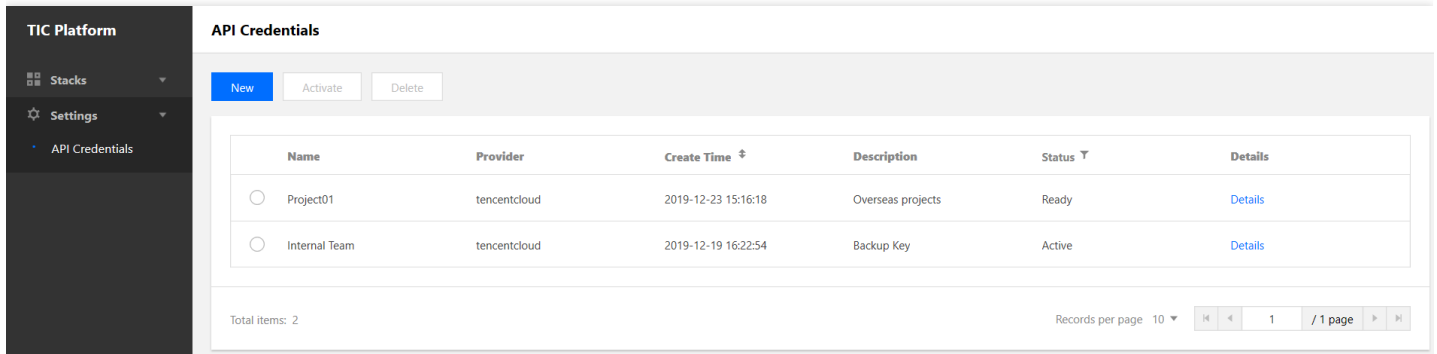 TIC Platform
API Credentials
Stacks
Settings
API Credentials
New Activate Delete
Name Provider Create Time Description Status Details
Project01 tencentcloud 2019-12-23 15:16:18 Overseas projects Ready Details
Internal Team tencentcloud 2019-12-19 16:22:54 Backup Key Active Details
Total items: 2 Records per page 10 1 / 1 page